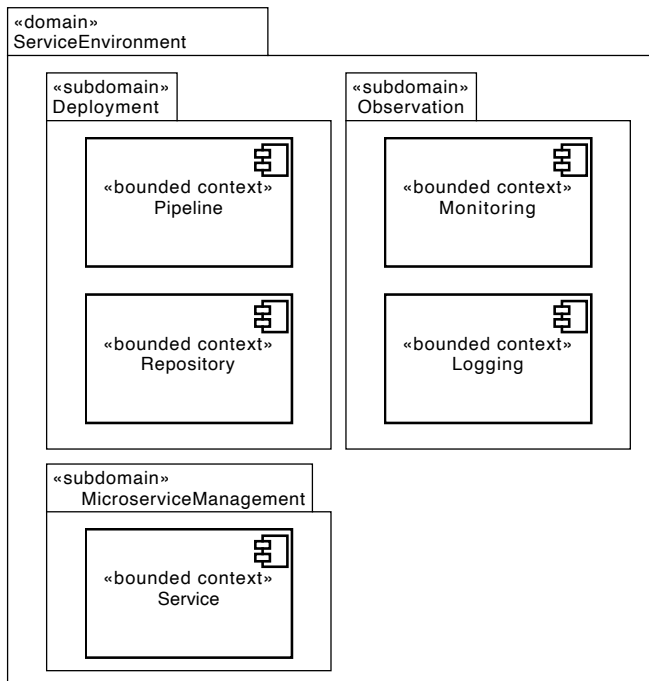 «domain»
ServiceEnvironment
«subdomain»
Deployment
«bounded context»
Pipeline
«bounded context»
Repository
«subdomain»
Observation
«bounded context»
Monitoring
«bounded context»
Logging
«subdomain»
MicroserviceManagement
«bounded context»
Service